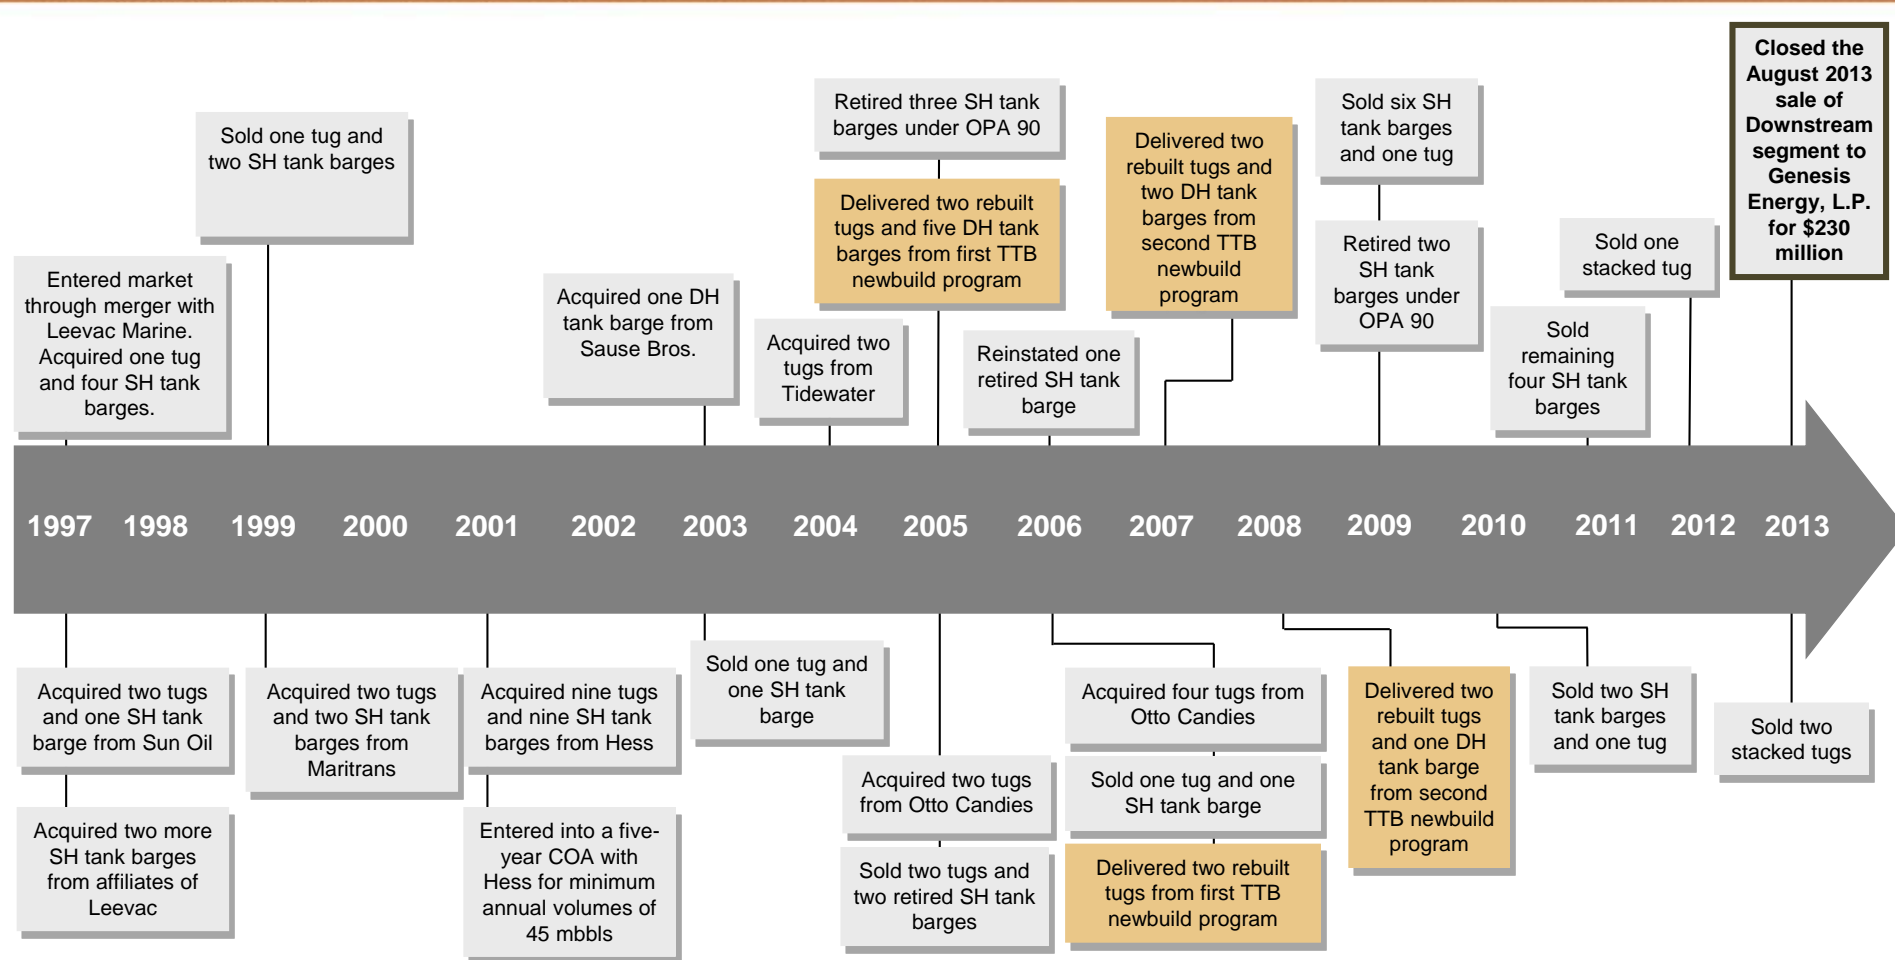 Closed the
August 2013
sale of
Downstream
segment to
Genesis
Energy, L.P.
for $230
million
Sold one tug and
two SH tank barges
Retired three SH tank
barges under OPA 90
Delivered two rebuilt
tugs and five DH tank
barges from first TTB
newbuild program
Delivered two
rebuilt tugs and
two DH tank
barges from
second TTB
newbuild
program
Sold six SH
tank barges
and one tug
Retired two
SH tank
barges under
OPA 90
Sold one
stacked tug
Entered market
through merger with
Leevac Marine.
Acquired one tug
and four SH tank
barges.
Acquired one DH
tank barge from
Sause Bros.
Acquired two
tugs from
Tidewater
Reinstated one
retired SH tank
barge
Sold
remaining
four SH tank
barges
1997 1998 1999 2000 2001 2002 2003 2004 2005 2006 2007 2008 2009 2010 2011 2012 2013
Acquired two tugs
and one SH tank
barge from Sun Oil
Acquired two more
SH tank barges
from affiliates of
Leevac
Acquired two tugs
and two SH tank
barges from
Maritrans
Acquired nine tugs
and nine SH tank
barges from Hess
Entered into a five-
year COA with
Hess for minimum
annual volumes of
45 mbbls
Sold one tug and
one SH tank
barge
Acquired two tugs
from Otto Candies
Sold two tugs and
two retired SH tank
barges
Acquired four tugs from
Otto Candies
Sold one tug and one
SH tank barge
Delivered two rebuilt
tugs from first TTB
newbuild program
Delivered two
rebuilt tugs
and one DH
tank barge
from second
TTB newbuild
program
Sold two SH
tank barges
and one tug
Sold two
stacked tugs